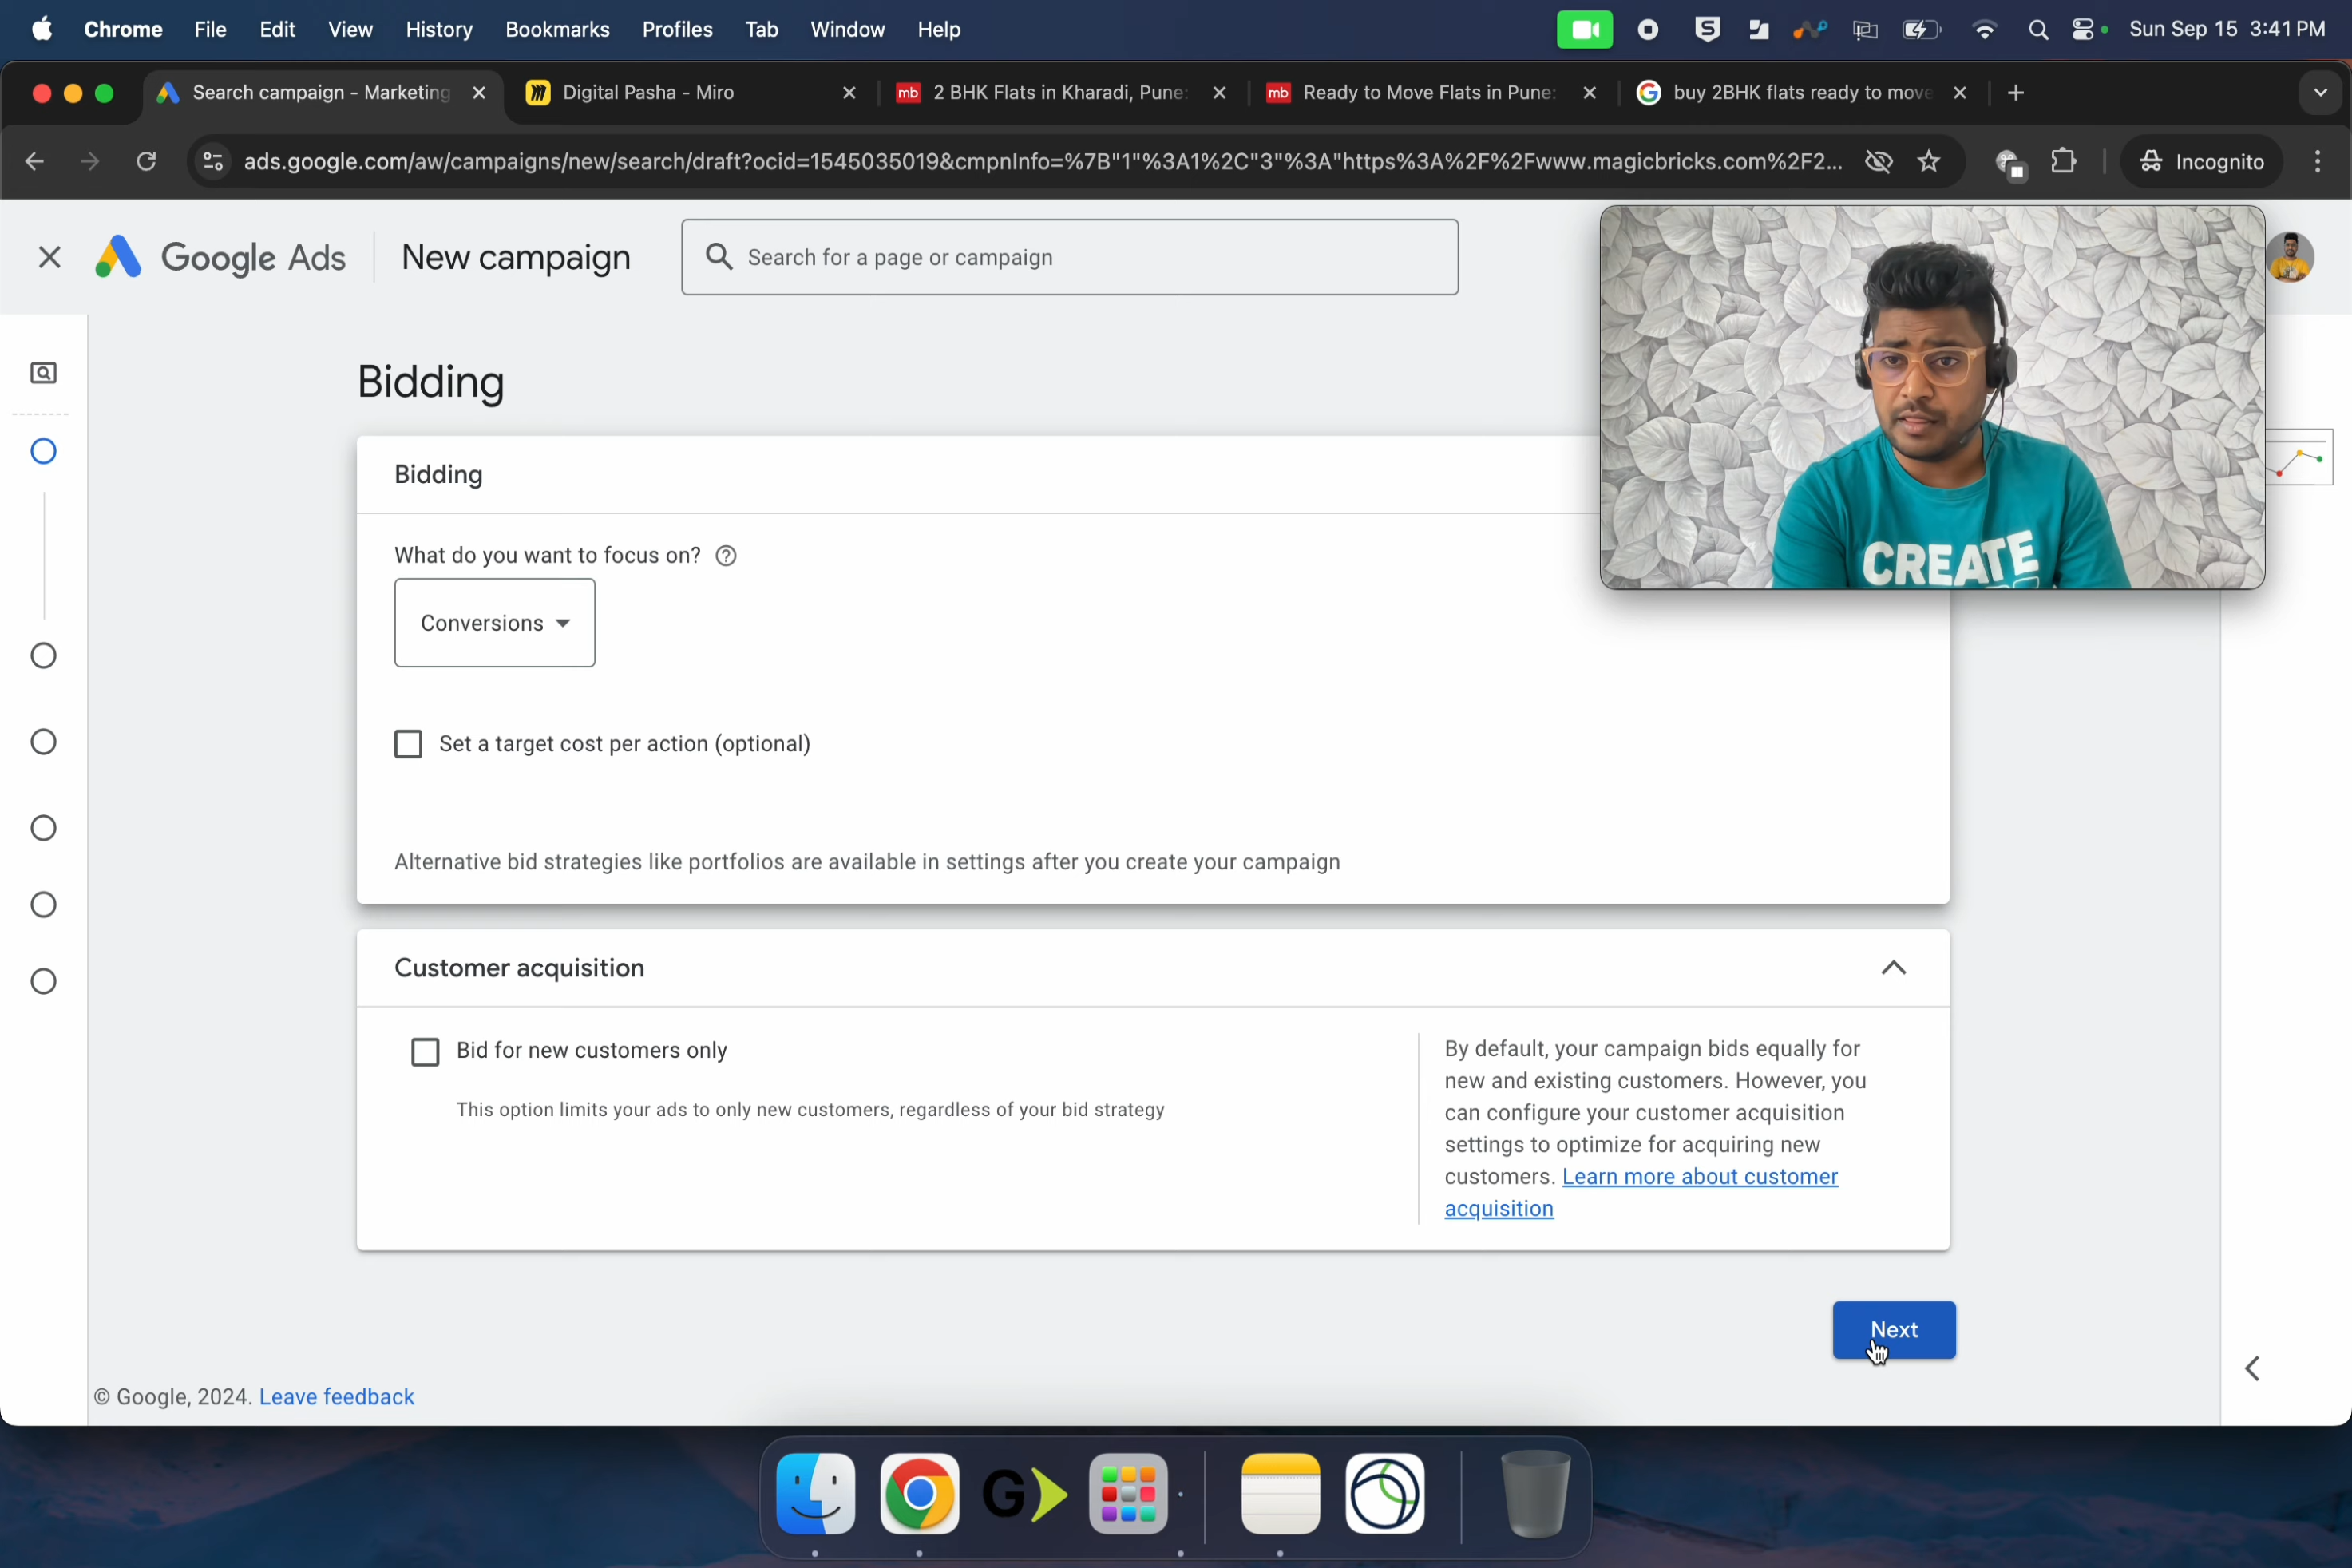 Chrome File Edit View History Bookmarks Profiles Tab Window Help S Sun Sep 15 3:41 PM
Search campaign - Marketing Digital Pasha - Miro mb 2 BHK Flats in Kharadi, Pune: mb Ready to Move Flats in Pune: buy 2BHK flats ready to move
ads.google.com/aw/campaigns/new/search/draft?ocid=1545035019&cmpnInfo=%7B"1"%3A1%2C"3"%3A"https%3A%2F%2Fwww.magicbricks.com%2F2... Incognito
Google Ads New campaign Search for a page or campaign
Bidding
Bidding
What do you want to focus on?
CREATE
Conversions
Set a target cost per action (optional)
Alternative bid strategies like portfolios are available in settings after you create your campaign
Customer acquisition
Bid for new customers only
This option limits your ads to only new customers, regardless of your bid strategy
By default, your campaign bids equally for
new and existing customers. However, you
can configure your customer acquisition
settings to optimize for acquiring new
customers. Learn more about customer
acquisition
Next
© Google, 2024. Leave feedback
G